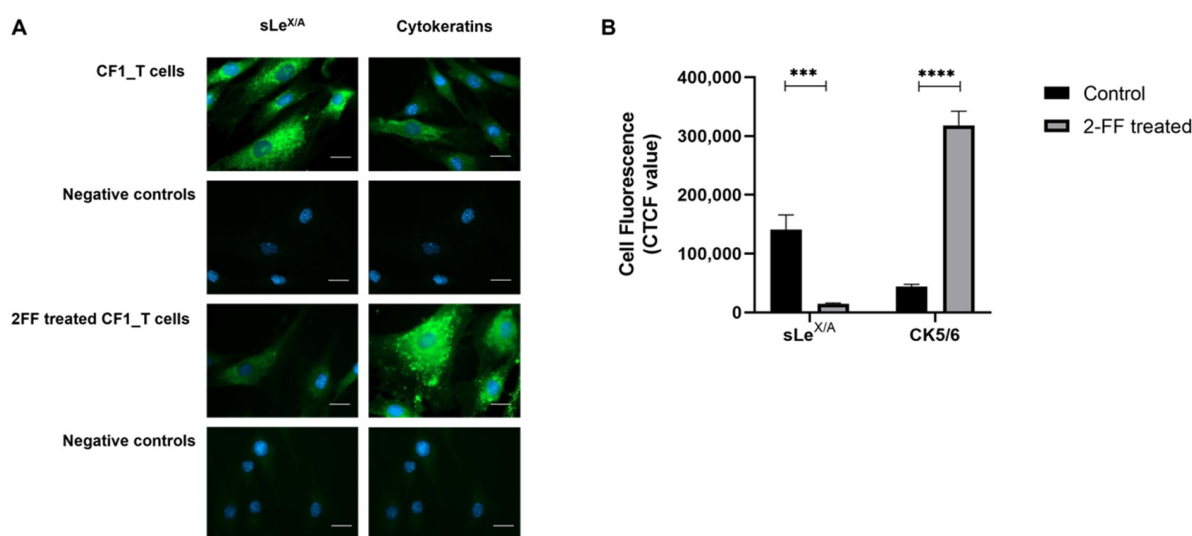 A
sLeX/A
Cytokeratins
CF1_T cells
Negative controls
2FF treated CF1_T cells
Negative controls
B
Cell Fluorescence
(CTCF value)
400,000
300,000
200,000
100,000
0
***
****
sLeX/A
CK5/6
Control
2-FF treated